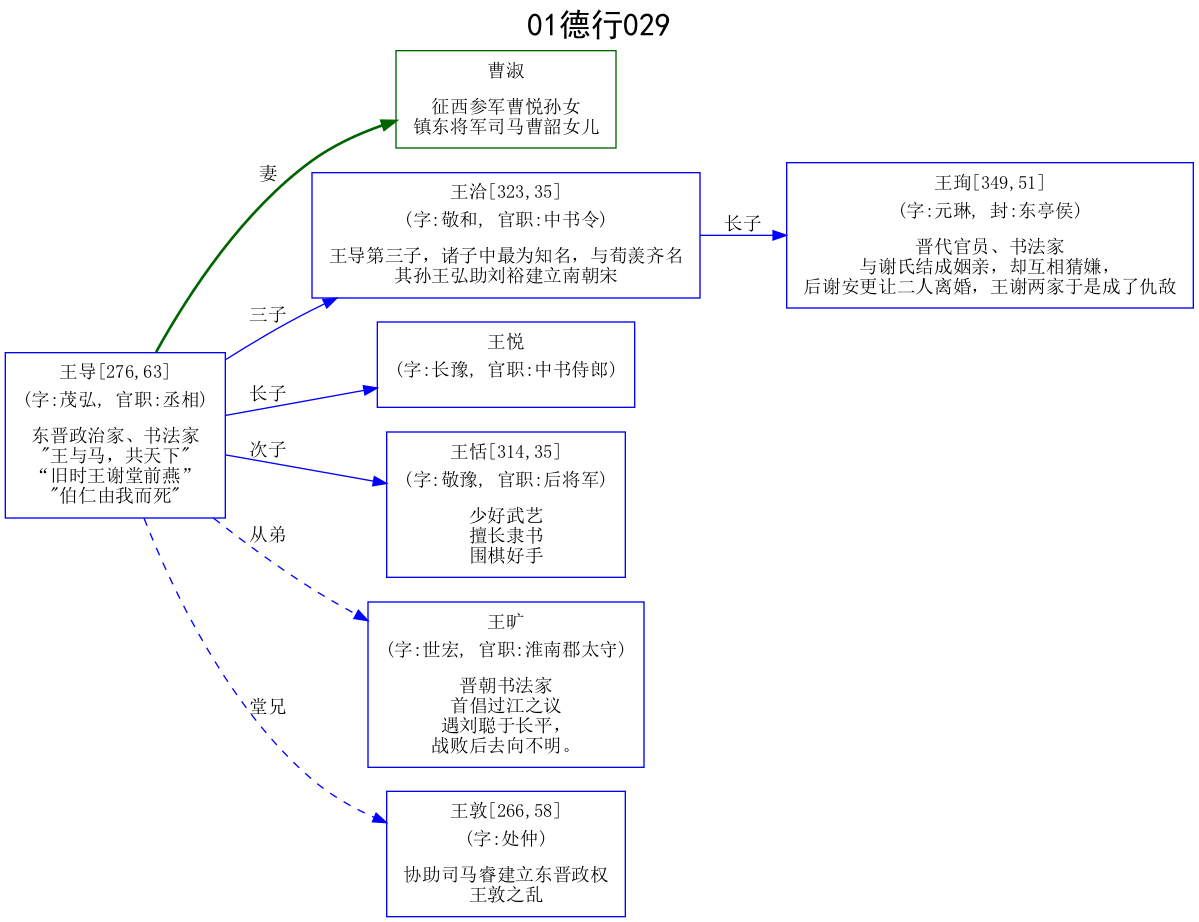 01德行029
曹淑
征西参军曹悦孙女
镇东将军司马曹韶女儿
妻
王洽[323,35]
(字:敬和, 官职:中书令)
王导第三子，诸子中最为知名，与荀羡齐名
其孙王弘助刘裕建立南朝宋
长子
王珣[349,51]
(字:元琳, 封:东亭侯)
晋代官员、书法家
与谢氏结成姻亲，却互相猜嫌，
后谢安更让二人离婚，王谢两家于是成了仇敌
三子
王悦
(字:长豫, 官职:中书侍郎)
长子
王导[276,63]
(字:茂弘, 官职:丞相)
东晋政治家、书法家
"王与马，共天下"
“旧时王谢堂前燕”
"伯仁由我而死"
次子
王恬[314,35]
(字:敬豫, 官职:后将军)
少好武艺
擅长隶书
围棋好手
从弟
王旷
(字:世宏, 官职:淮南郡太守)
晋朝书法家
首倡过江之议
遇刘聪于长平，
战败后去向不明。
堂兄
王敦[266,58]
(字:处仲)
协助司马睿建立东晋政权
王敦之乱